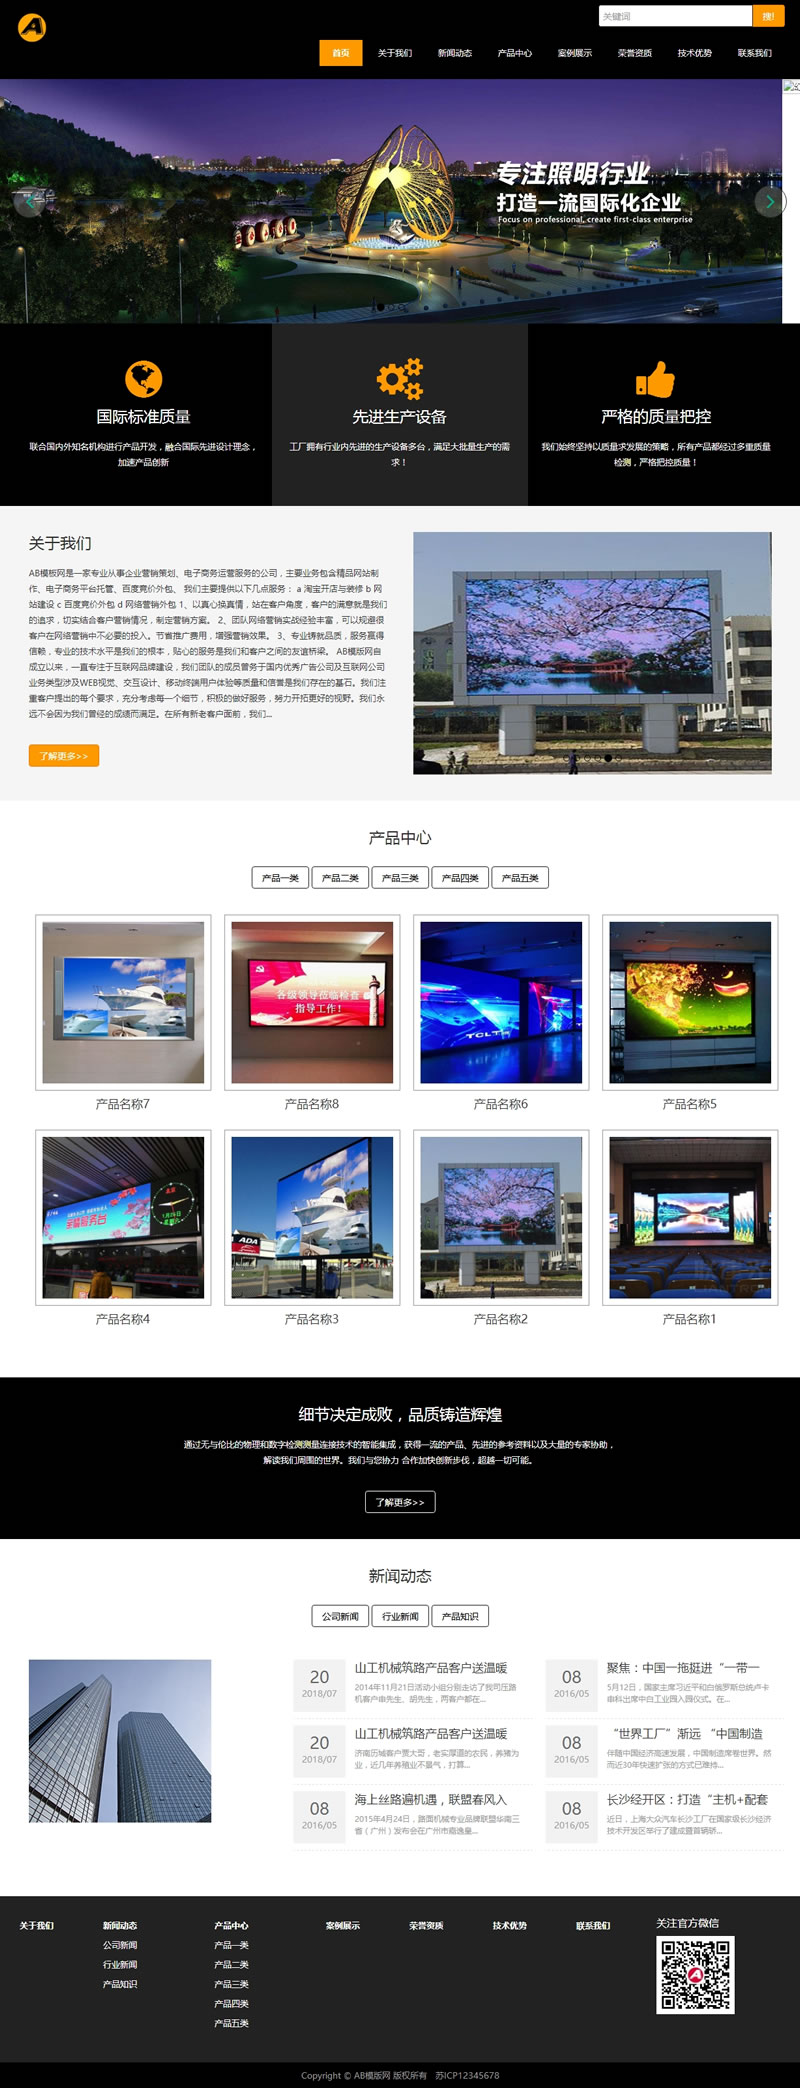 A
关键词
搜!
首页 关于我们 新闻动态 产品中心 案例展示 荣誉资质 技术优势 联系我们
专注照明行业
打造一流国际化企业
Focus on professional, create first-class enterprise
国际标准质量
联合国内外知名机构进行产品开发，融合国际先进设计理念，
加速产品创新
先进生产设备
工厂拥有行业内先进的生产设备多台，满足大批量生产的需
求！
严格的质量把控
我们始终坚持以质量求发展的策略，所有产品都经过多重质量
检测，严格把控质量！
关于我们
AB模板网是一家专业从事企业营销策划、电子商务运营服务的公司，主要业务包含精品网站制
作、电子商务平台托管、百度竞价外包、 我们主要提供以下几点服务： a 淘宝开店与装修 b 网
站建设 c 百度竞价外包 d 网络营销外包 1、以真心换真情，站在客户角度，客户的满意就是我们
的追求，切实结合客户营销情况，制定营销方案。 2、团队网络营销实战经验丰富，可以规避很
客户在网络营销中不必要的投入。节省推广费用，增强营销效果。 3、专业铸就品质，服务赢得
信赖，专业的技术水平是我们的根本，贴心的服务是我们和客户之间的友谊桥梁。 AB模版网自
成立以来，一直专注于互联网品牌建设，我们团队的成员曾务于国内优秀广告公司及互联网公司
业务类型涉及WEB视觉、交互设计、移动终端用户体验等质量和信誉是我们存在的基石。我们注
重客户提出的每个要求，充分考虑每一个细节，积极的做好服务，努力开拓更好的视野。我们永
远不会因为我们曾经的成绩而满足。在所有新老客户面前，我们...
了解更多>>
产品中心
产品一类 产品二类 产品三类 产品四类 产品五类
各级领导莅临检查
指导工作！
TCL
产品名称7 产品名称8 产品名称6 产品名称5
ADA
产品名称4 产品名称3 产品名称2 产品名称1
细节决定成败，品质铸造辉煌
通过无与伦比的物理和数字检测测量连接技术的智能集成，获得一流的产品、先进的参考资料以及大量的专家协助，
解读我们周围的世界。我们与您协力 合作加快创新步伐，超越一切可能。
了解更多>>
新闻动态
公司新闻 行业新闻 产品知识
20
2018/07
山工机械筑路产品客户送温暖
2014年11月21日活动小组分别走访了我司压路
机客户申先生、胡先生，两客户都在...
08
2016/05
聚焦：中国一拖挺进“一带一
5月12日，国家主席习近平和白俄罗斯总统卢卡
申科出席中白工业园入园仪式。在...
20
2018/07
山工机械筑路产品客户送温暖
济南历城客户贾大哥，老实厚道的农民，养猪为
业，近几年养殖业不景气，打算...
08
2016/05
“世界工厂”渐远 “中国制造
伴随中国经济高速发展，中国制造席卷世界。然
而近30年快速扩张的方式已难持...
08
2016/05
海上丝路遍机遇，联盟春风入
2015年4月24日，路面机械专业品牌联盟华南三
省（广州）发布会在广州市嘉逸皇...
08
2016/05
长沙经开区：打造“主机+配套
近日，上海大众汽车长沙工厂在国家级长沙经济
技术开发区举行了建成暨首辆轿...
关于我们 新闻动态 产品中心 案例展示 荣誉资质 技术优势 联系我们 关注官方微信
公司新闻 产品一类
行业新闻 产品二类
产品知识 产品三类
产品四类
产品五类
Copyright © AB模版网 版权所有 苏ICP12345678